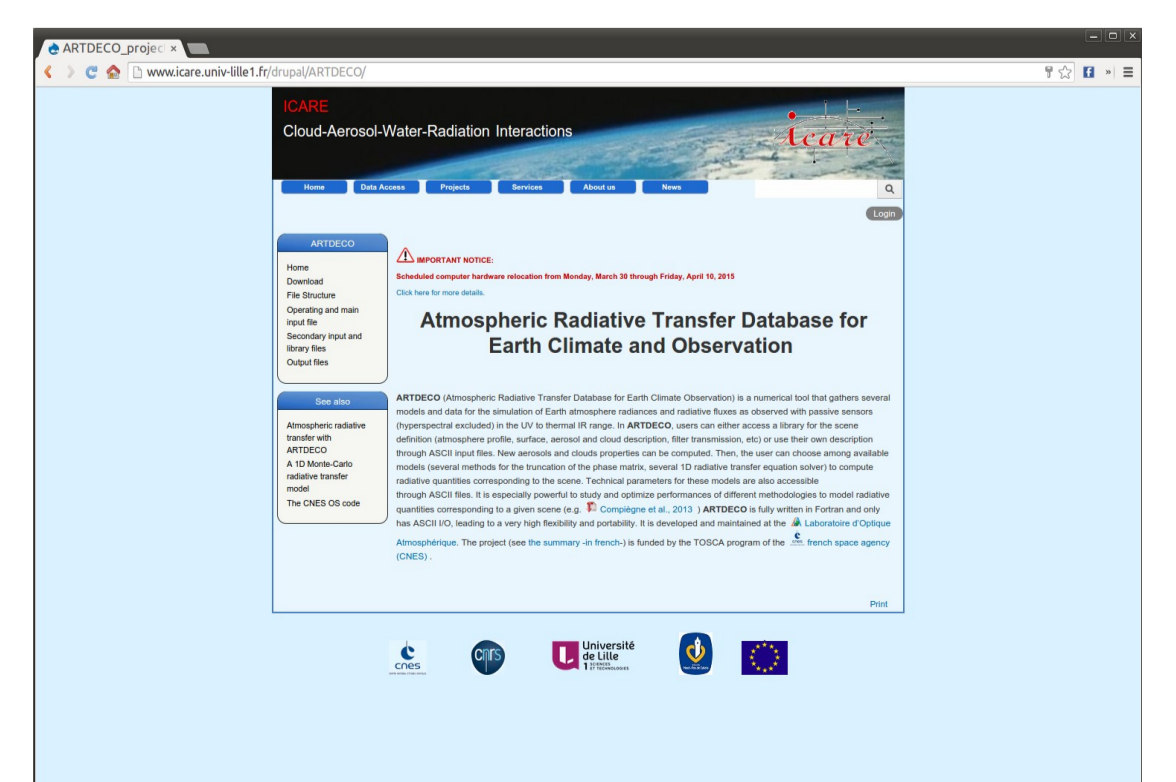 ARTDECO_projec
www.icare.univ-lille1.fr/drupal/ARTDECO/
ICARE
Cloud-Aerosol-Water-Radiation Interactions
Icare
Home Data Access Projects Services About us News
Login
ARTDECO
Home
Download
File Structure
Operating and main
input file
Secondary input and
library files
Output files
See also
Atmospheric radiative
transfer with
ARTDECO
A 1D Monte-Carlo
radiative transfer
model
The CNES OS code
IMPORTANT NOTICE:
Scheduled computer hardware relocation from Monday, March 30 through Friday, April 10, 2015
Click here for more details.
Atmospheric Radiative Transfer Database for
Earth Climate and Observation
ARTDECO (Atmospheric Radiative Transfer Database for Earth Climate Observation) is a numerical tool that gathers several
models and data for the simulation of Earth atmosphere radiances and radiative fluxes as observed with passive sensors
(hyperspectral excluded) in the UV to thermal IR range. In ARTDECO, users can either access a library for the scene
definition (atmosphere profile, surface, aerosol and cloud description, filter transmission, etc) or use their own description
through ASCII input files. New aerosols and clouds properties can be computed. Then, the user can choose among available
models (several methods for the truncation of the phase matrix, several 1D radiative transfer equation solver) to compute
radiative quantities corresponding to the scene. Technical parameters for these models are also accessible
through ASCII files. It is especially powerful to study and optimize performances of different methodologies to model radiative
quantities corresponding to a given scene (e.g. Compiègne et al., 2013 ) ARTDECO is fully written in Fortran and only
has ASCII I/O, leading to a very high flexibility and portability. It is developed and maintained at the Laboratoire d'Optique
Atmosphérique. The project (see the summary -in french-) is funded by the TOSCA program of the french space agency
(CNES) .
Print
cnes
cnrs
Université
de Lille
1 SCIENCES
ET TECHNOLOGIES